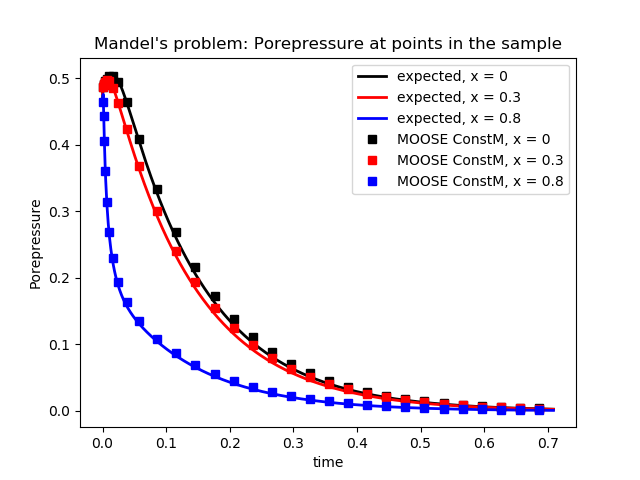 Mandel's problem: Porepressure at points in the sample
expected, x = 0
expected, x = 0.3
expected, x = 0.8
MOOSE ConstM, x = 0
MOOSE ConstM, x = 0.3
MOOSE ConstM, x = 0.8
Porepressure
0.5
0.4
0.3
0.2
0.1
0.0
0.0 0.1 0.2 0.3 0.4 0.5 0.6 0.7
time